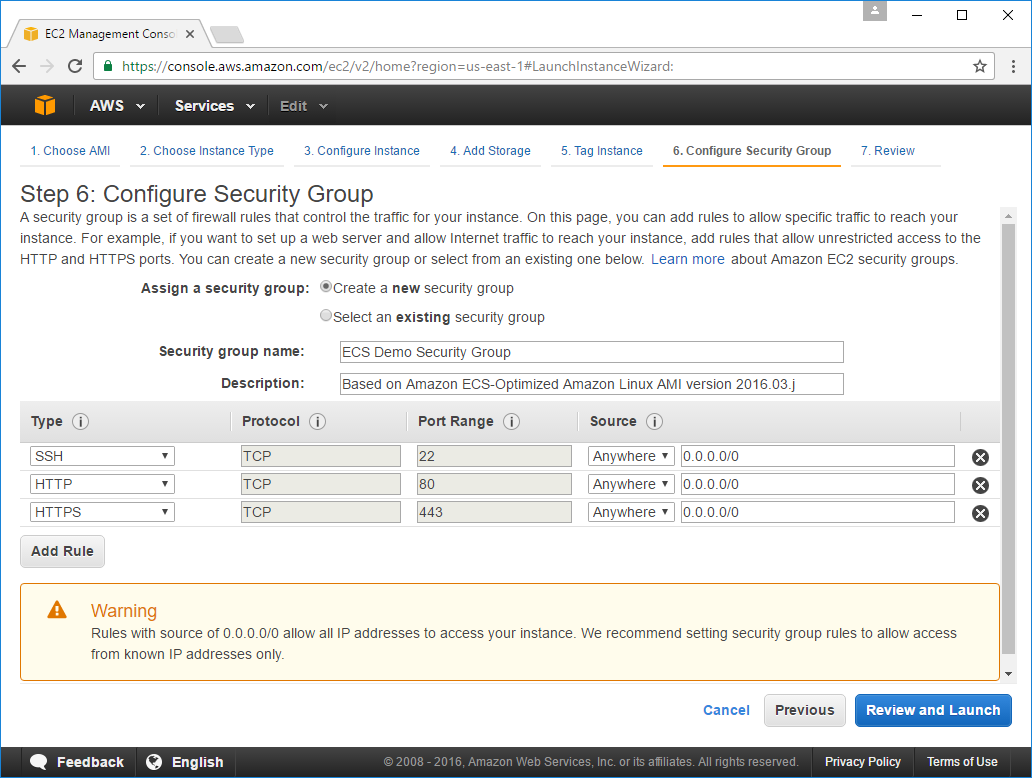 EC2 Management Conso
https://console.aws.amazon.com/ec2/v2/home?region=us-east-1#LaunchInstanceWizard:
AWS Services Edit
1. Choose AMI 2. Choose Instance Type 3. Configure Instance 4. Add Storage 5. Tag Instance 6. Configure Security Group 7. Review
Step 6: Configure Security Group
A security group is a set of firewall rules that control the traffic for your instance. On this page, you can add rules to allow specific traffic to reach your
instance. For example, if you want to set up a web server and allow Internet traffic to reach your instance, add rules that allow unrestricted access to the
HTTP and HTTPS ports. You can create a new security group or select from an existing one below. Learn more about Amazon EC2 security groups.
Assign a security group: Create a new security group
Select an existing security group
Security group name: ECS Demo Security Group
Description: Based on Amazon ECS-Optimized Amazon Linux AMI version 2016.03.j
Type Protocol Port Range Source
SSH TCP 22 Anywhere 0.0.0.0/0
HTTP TCP 80 Anywhere 0.0.0.0/0
HTTPS TCP 443 Anywhere 0.0.0.0/0
Add Rule
Warning
Rules with source of 0.0.0.0/0 allow all IP addresses to access your instance. We recommend setting security group rules to allow access
from known IP addresses only.
Cancel Previous Review and Launch
Feedback English © 2008 - 2016, Amazon Web Services, Inc. or its affiliates. All rights reserved. Privacy Policy Terms of Use